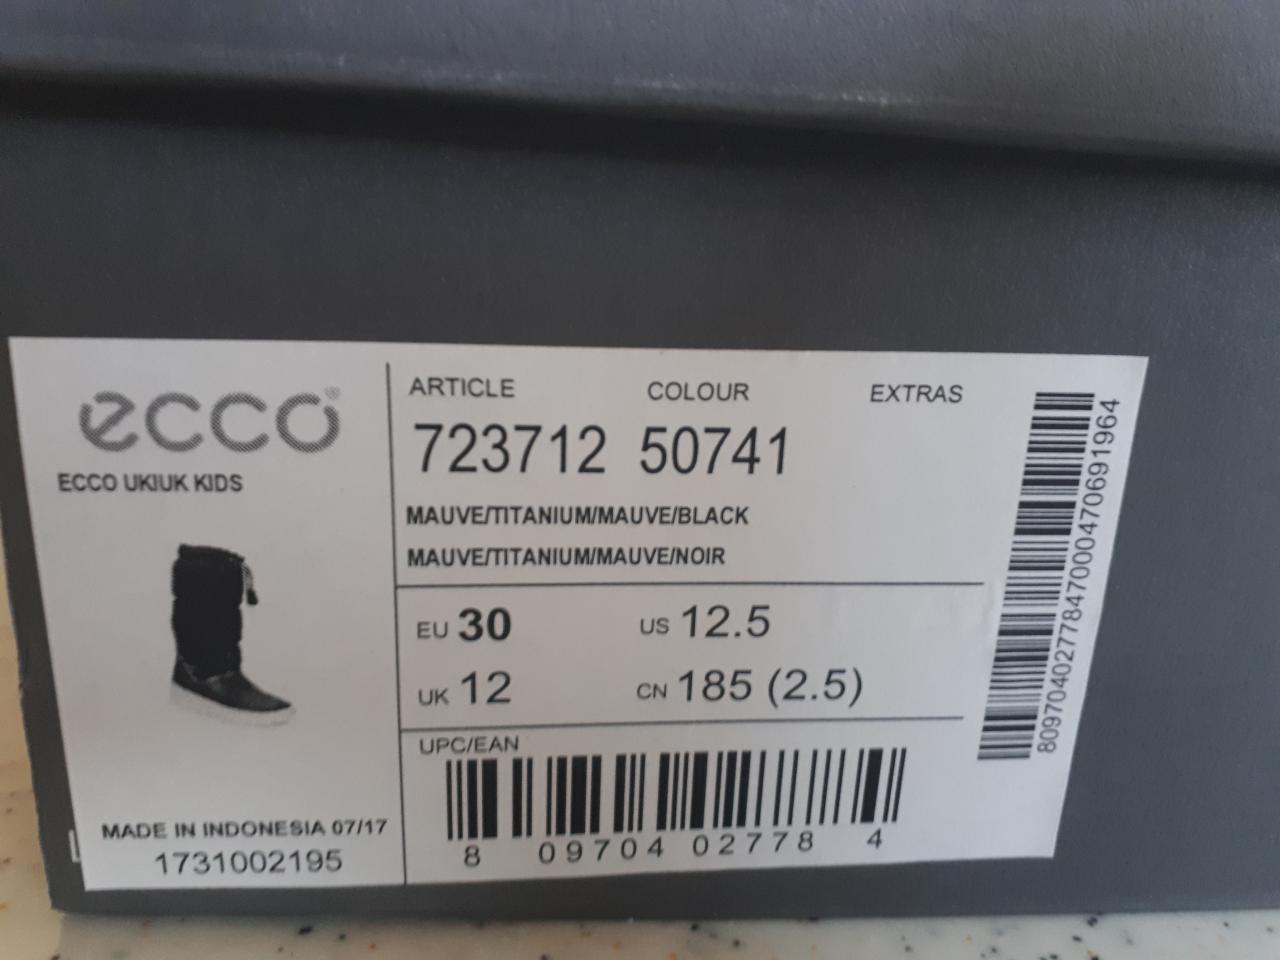 ecco®
ECCO UKIUK KIDS
MADE IN INDONESIA 07/17
1731002195
ARTICLE COLOUR EXTRAS
723712 50741
MAUVE/TITANIUM/MAUVE/BLACK
MAUVE/TITANIUM/MAUVE/NOIR
EU 30 US 12.5
UK 12 CN 185 (2.5)
UPC/EAN
8 09704 02778 4
809704027784700047069​1964